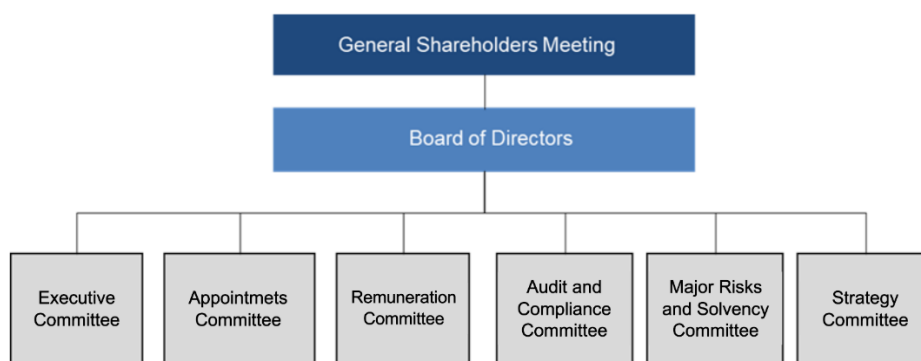 General Shareholders Meeting
Board of Directors
Executive
Committee
Appointmets
Committee
Remuneration
Committee
Audit and
Compliance
Committee
Major Risks
and Solvency
Committee
Strategy
Committee